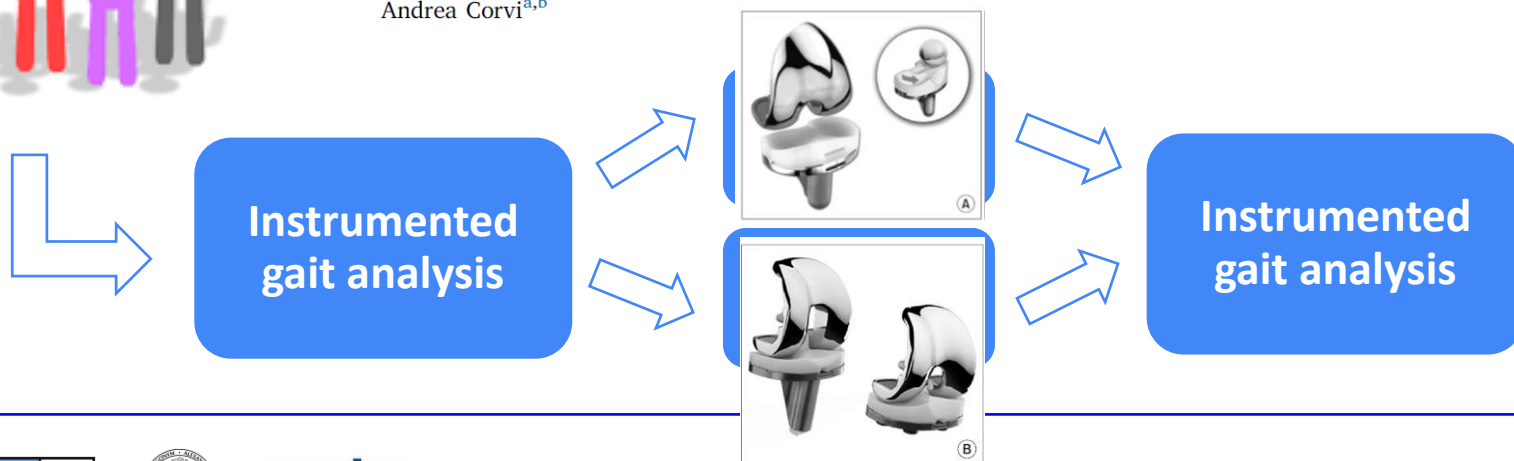 Andrea Corvi a,b
Instrumented
gait analysis
A
B
Instrumented
gait analysis